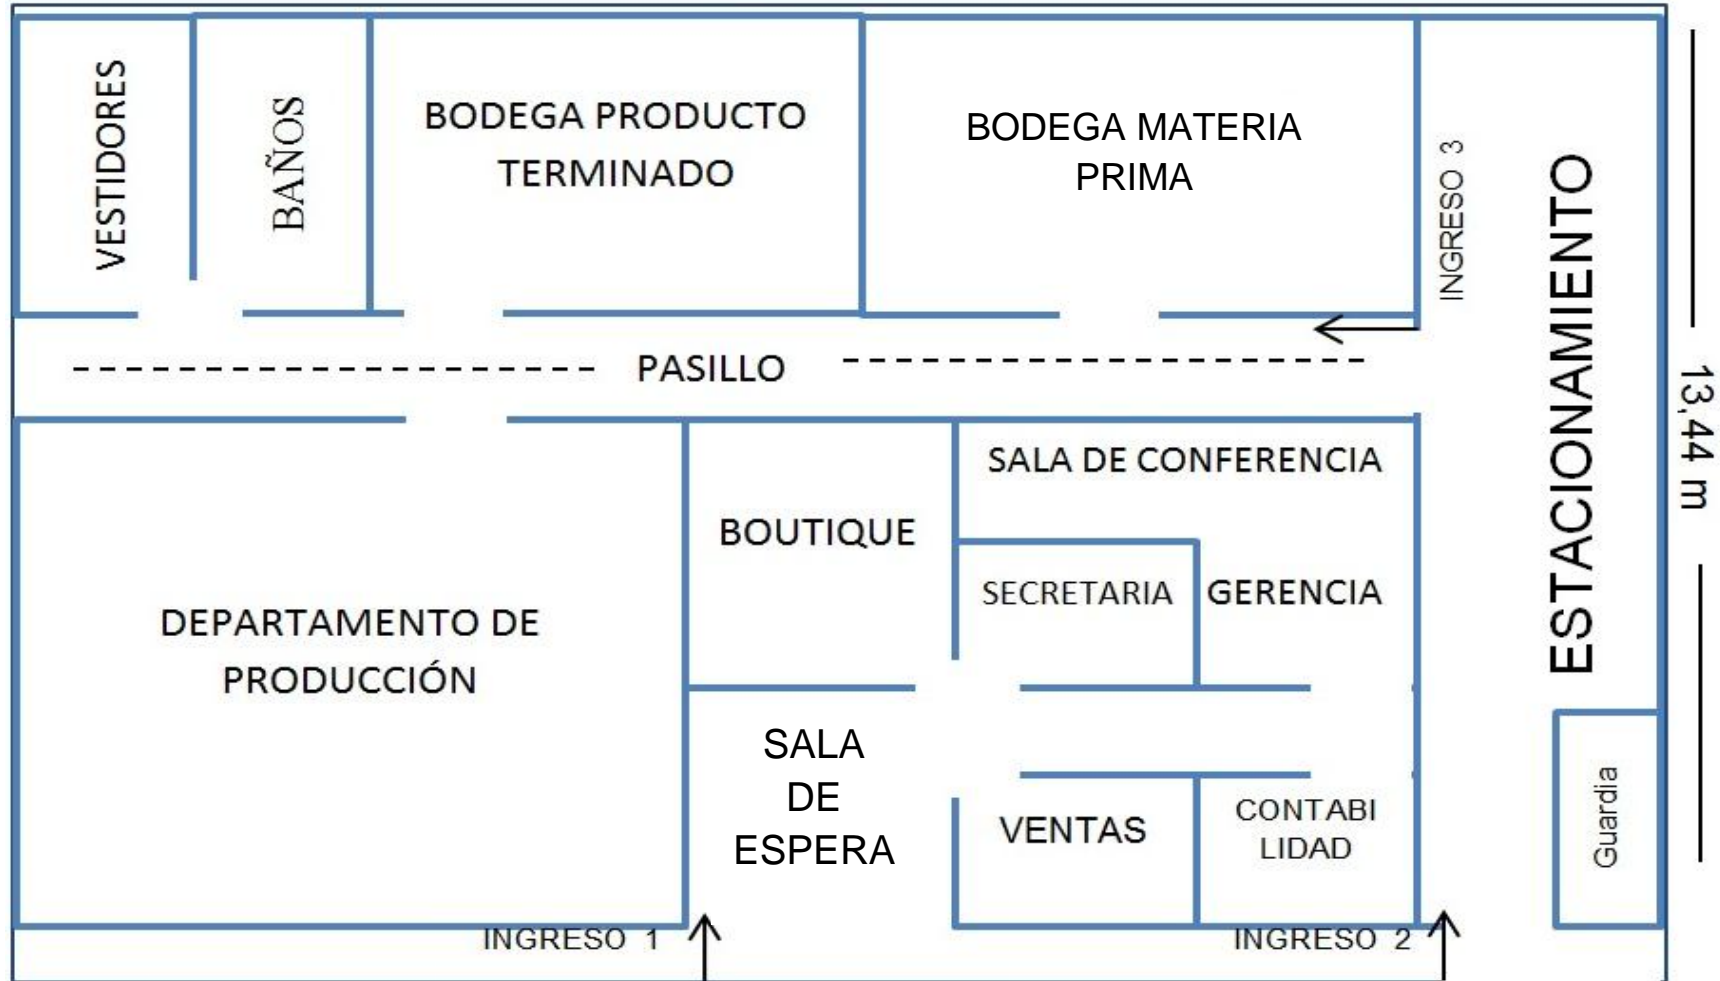 VESTIDORES
BAÑOS
BODEGA PRODUCTO
TERMINADO
BODEGA MATERIA
PRIMA
INGRESO 3
ESTACIONAMIENTO
13,44 m
PASILLO
SALA DE CONFERENCIA
BOUTIQUE
SECRETARIA
GERENCIA
DEPARTAMENTO DE
PRODUCCIÓN
SALA
DE
ESPERA
VENTAS
CONTABI
LIDAD
Guardia
INGRESO 1
INGRESO 2